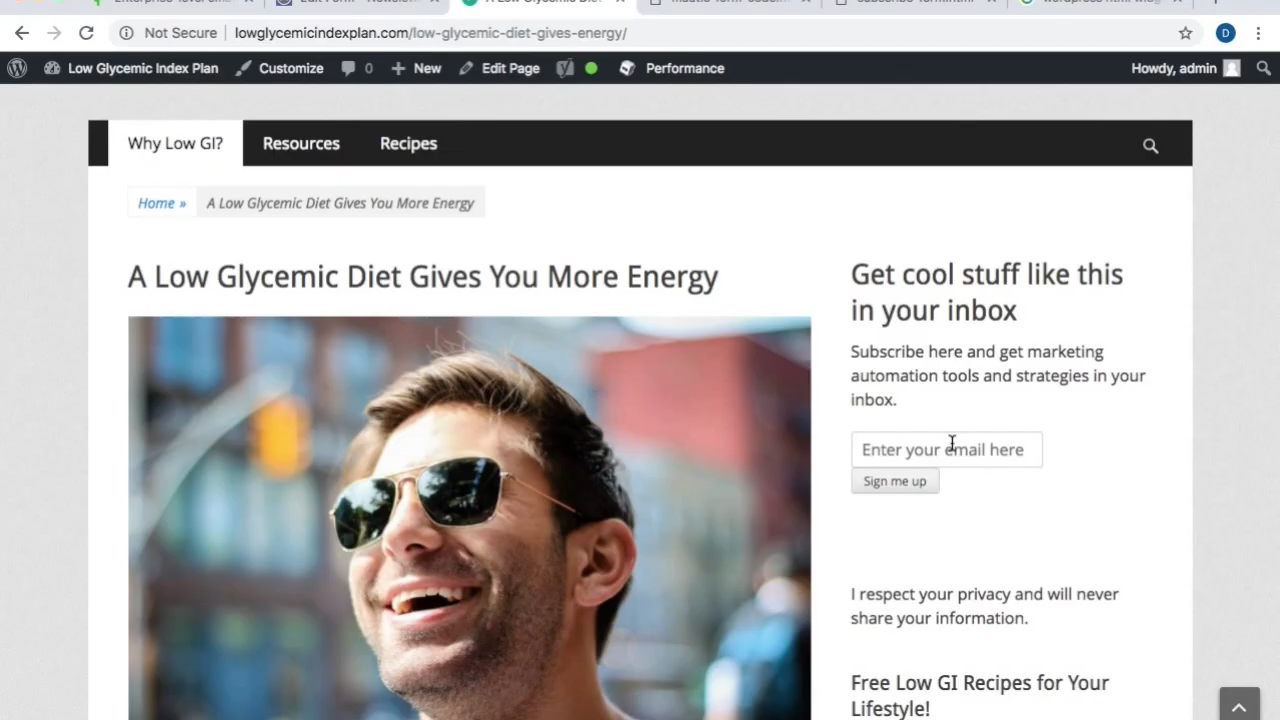 Not Secure
lowglycemicindexplan.com/low-glycemic-diet-gives-energy/
D
Low Glycemic Index Plan
Customize
0
New
Edit Page
Performance
Howdy, admin
Why Low GI?
Resources
Recipes
Home »
A Low Glycemic Diet Gives You More Energy
A Low Glycemic Diet Gives You More Energy
Get cool stuff like this
in your inbox
Subscribe here and get marketing
automation tools and strategies in your
inbox.
Enter your email here
Sign me up
I respect your privacy and will never
share your information.
Free Low GI Recipes for Your
Lifestyle!